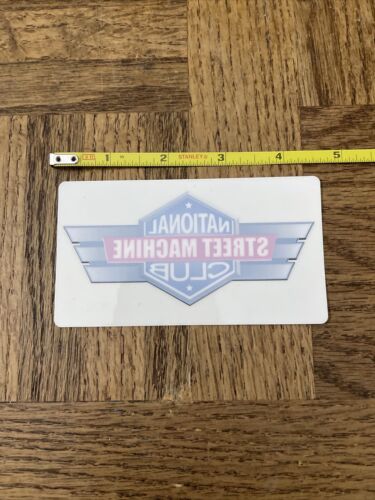 1 2 STANLEY 3 4 5
NATIONAL
STREET MACHINE
CLUB